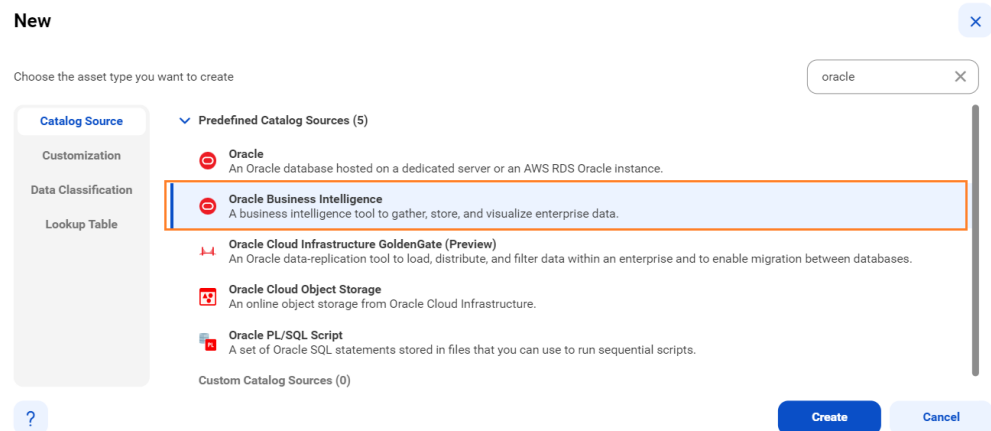 New
Choose the asset type you want to create
oracle
Catalog Source
Customization
Data Classification
Lookup Table
Predefined Catalog Sources (5)
Oracle
An Oracle database hosted on a dedicated server or an AWS RDS Oracle instance.
Oracle Business Intelligence
A business intelligence tool to gather, store, and visualize enterprise data.
Oracle Cloud Infrastructure GoldenGate (Preview)
An Oracle data-replication tool to load, distribute, and filter data within an enterprise and to enable migration between databases.
Oracle Cloud Object Storage
An online object storage from Oracle Cloud Infrastructure.
PL
Oracle PL/SQL Script
A set of Oracle SQL statements stored in files that you can use to run sequential scripts.
Custom Catalog Sources (0)
?
Create
Cancel